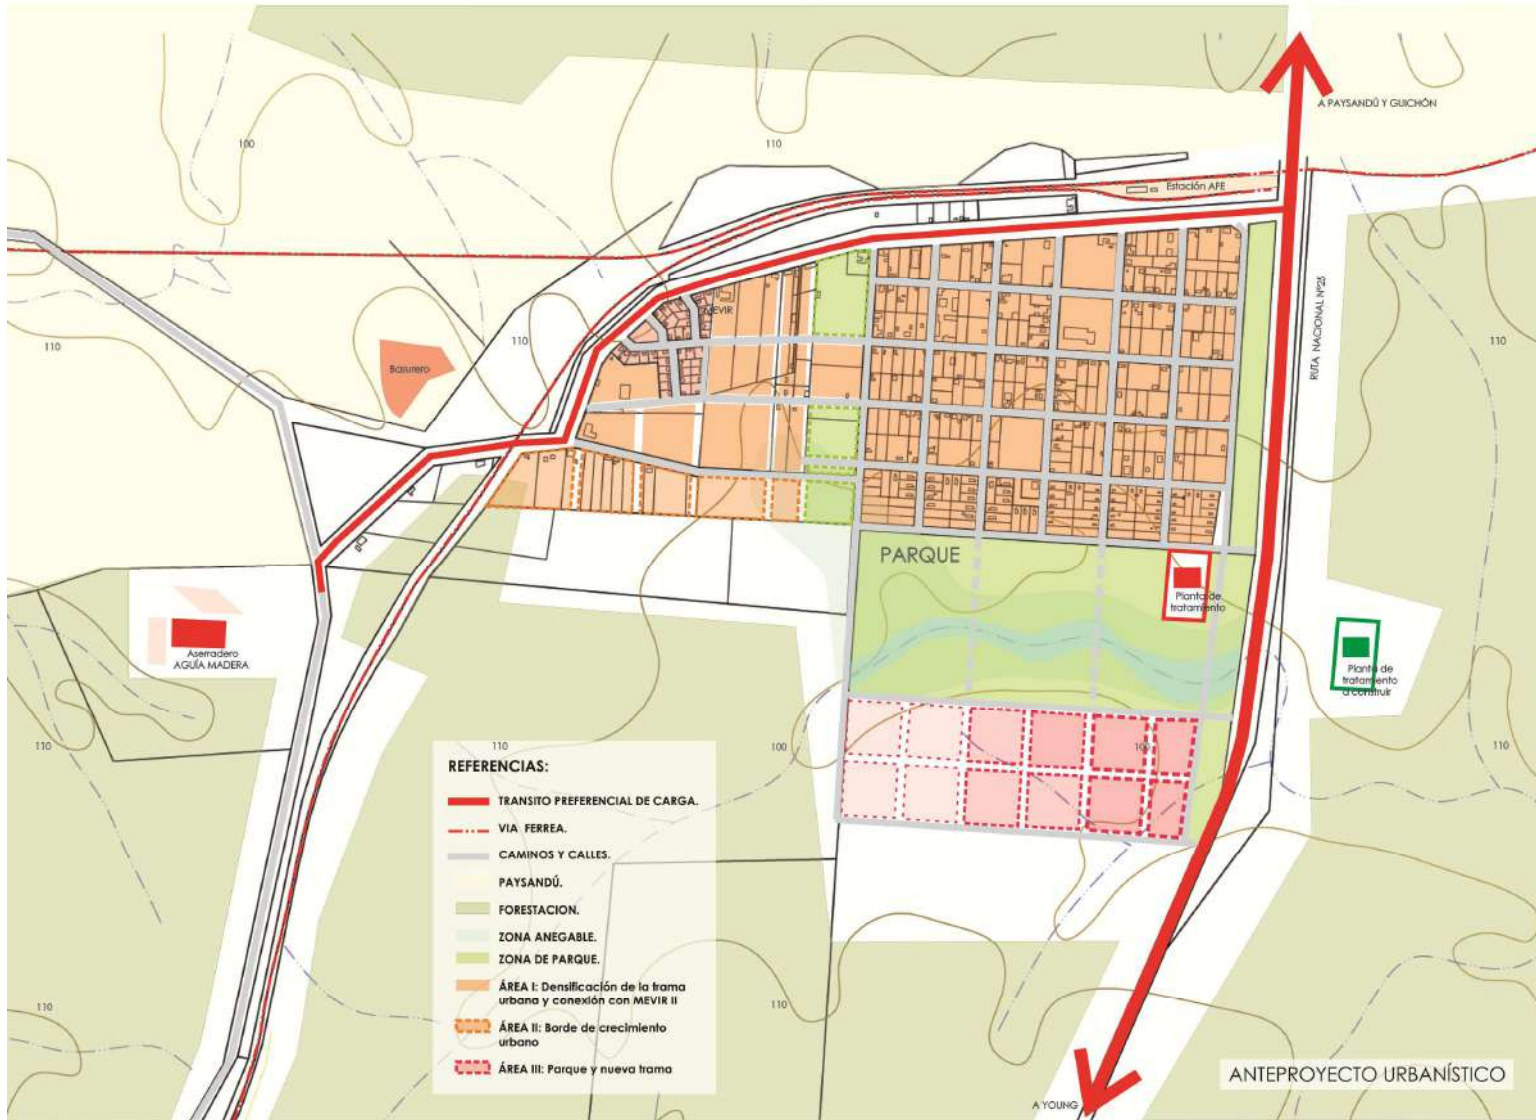 A PAYSANDÚ Y GUICHÓN
100
110
Estación AFE
RUTA NACIONAL Nº25
MEVIR
110
110
110
Basurero
PARQUE
Planta de
tratamiento
Aserradero
AGUÍA MADERA
Planta de
tratamiento
a construir
110
110
100
100
110
REFERENCIAS:
TRANSITO PREFERENCIAL DE CARGA.
VIA FERREA.
CAMINOS Y CALLES.
PAYSANDÚ.
FORESTACION.
ZONA ANEGABLE.
ZONA DE PARQUE.
ÁREA I: Densificación de la trama
urbana y conexión con MEVIR II
ÁREA II: Borde de crecimiento
urbano
ÁREA III: Parque y nueva trama
110
110
ANTEPROYECTO URBANÍSTICO
A YOUNG